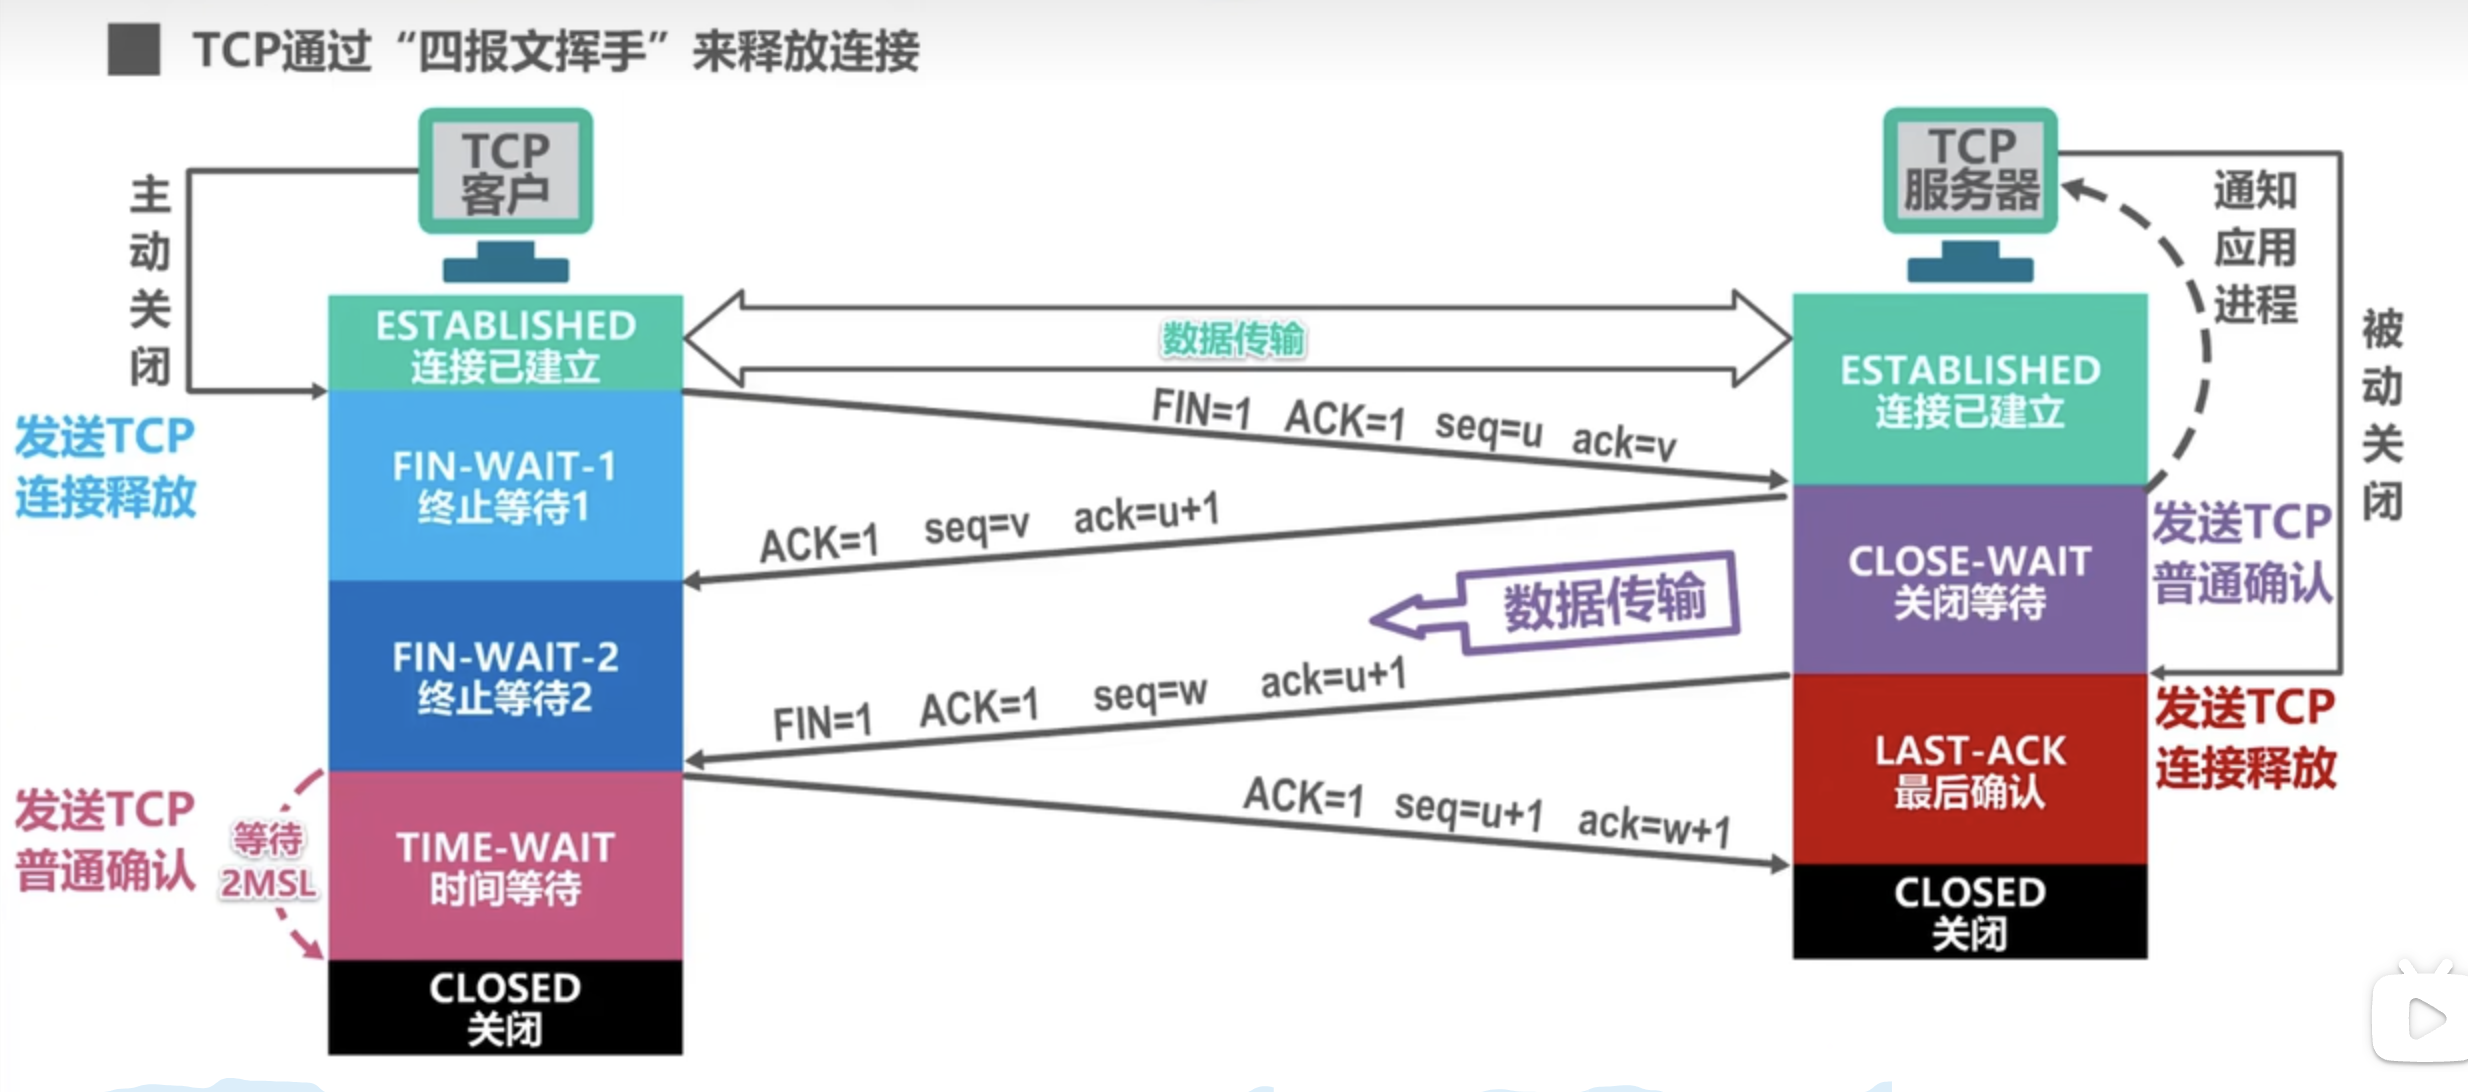 TCP通过“四报文挥手”来释放连接
TCP
客户
TCP
服务器
主动关闭
通知
应用
进程
被动关闭
ESTABLISHED
连接已建立
数据传输
ESTABLISHED
连接已建立
发送TCP
连接释放
FIN=1 ACK=1 seq=u ack=v
FIN-WAIT-1
终止等待1
ACK=1 seq=v ack=u+1
CLOSE-WAIT
关闭等待
发送TCP
普通确认
数据传输
FIN-WAIT-2
终止等待2
FIN=1 ACK=1 seq=w ack=u+1
发送TCP
连接释放
LAST-ACK
最后确认
发送TCP
普通确认
等待
2MSL
TIME-WAIT
时间等待
ACK=1 seq=u+1 ack=w+1
CLOSED
关闭
CLOSED
关闭